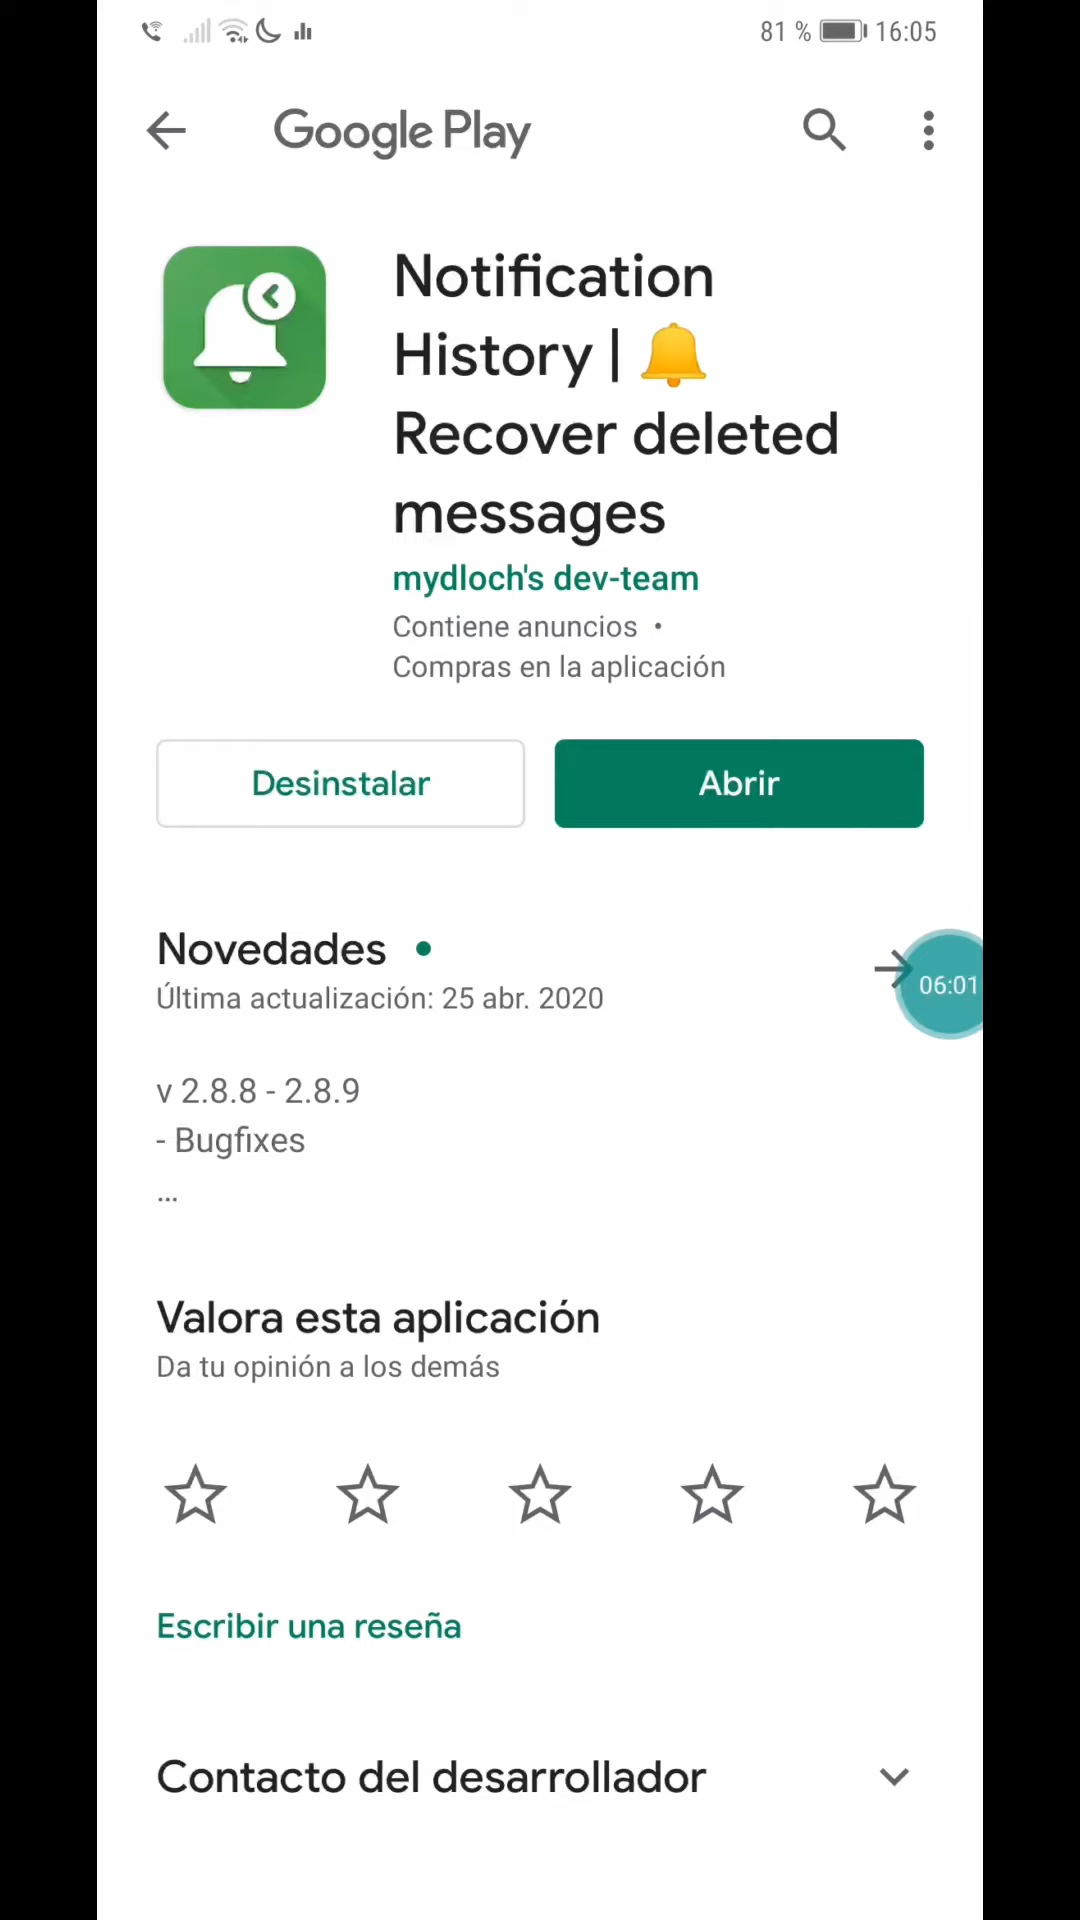 81 % 16:05
Google Play
Notification
History | 🔔
Recover deleted
messages
mydloch's dev-team
Contiene anuncios •
Compras en la aplicación
Desinstalar
Abrir
Novedades •
Última actualización: 25 abr. 2020
06:01
v 2.8.8 - 2.8.9
- Bugfixes
...
Valora esta aplicación
Da tu opinión a los demás
Escribir una reseña
Contacto del desarrollador